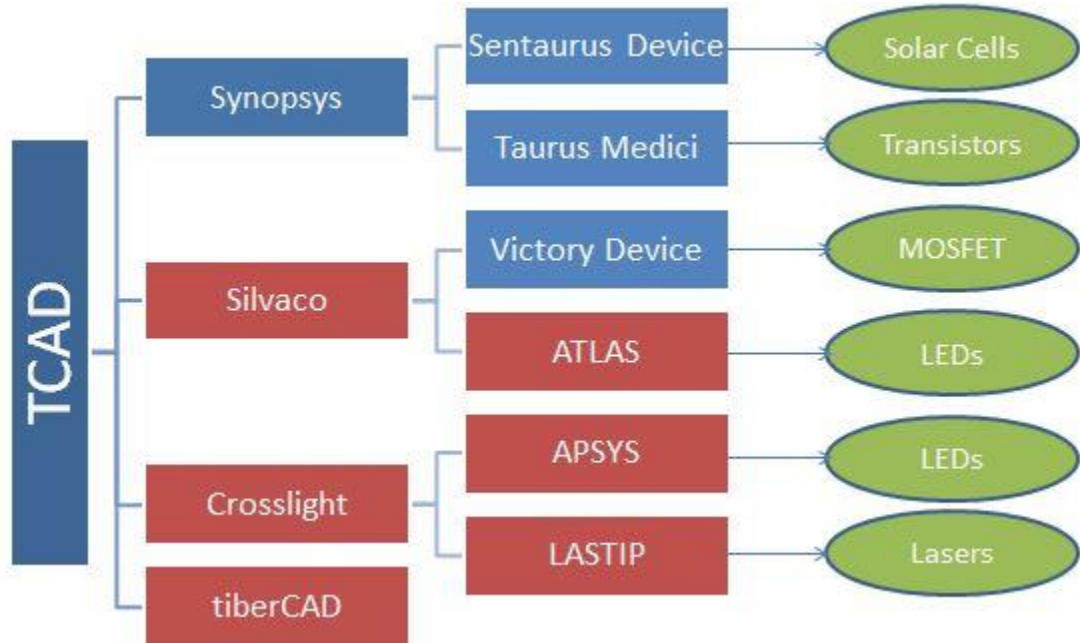 TCAD
Synopsys
Sentaurus Device
Solar Cells
Taurus Medici
Transistors
Silvaco
Victory Device
MOSFET
ATLAS
LEDs
Crosslight
APSYS
LEDs
LASTIP
Lasers
tiberCAD